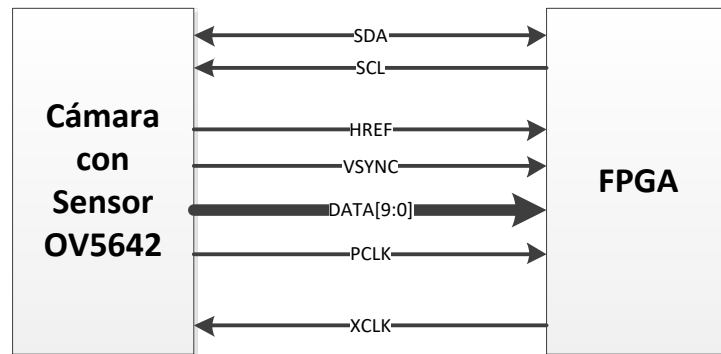 SDA
SCL
Cámara
con
Sensor
OV5642
HREF
VSYNC
DATA[9:0]
PCLK
XCLK
FPGA